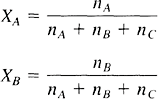 X_A = n_A / (n_A + n_B + n_C)
X_B = n_B / (n_A + n_B + n_C)